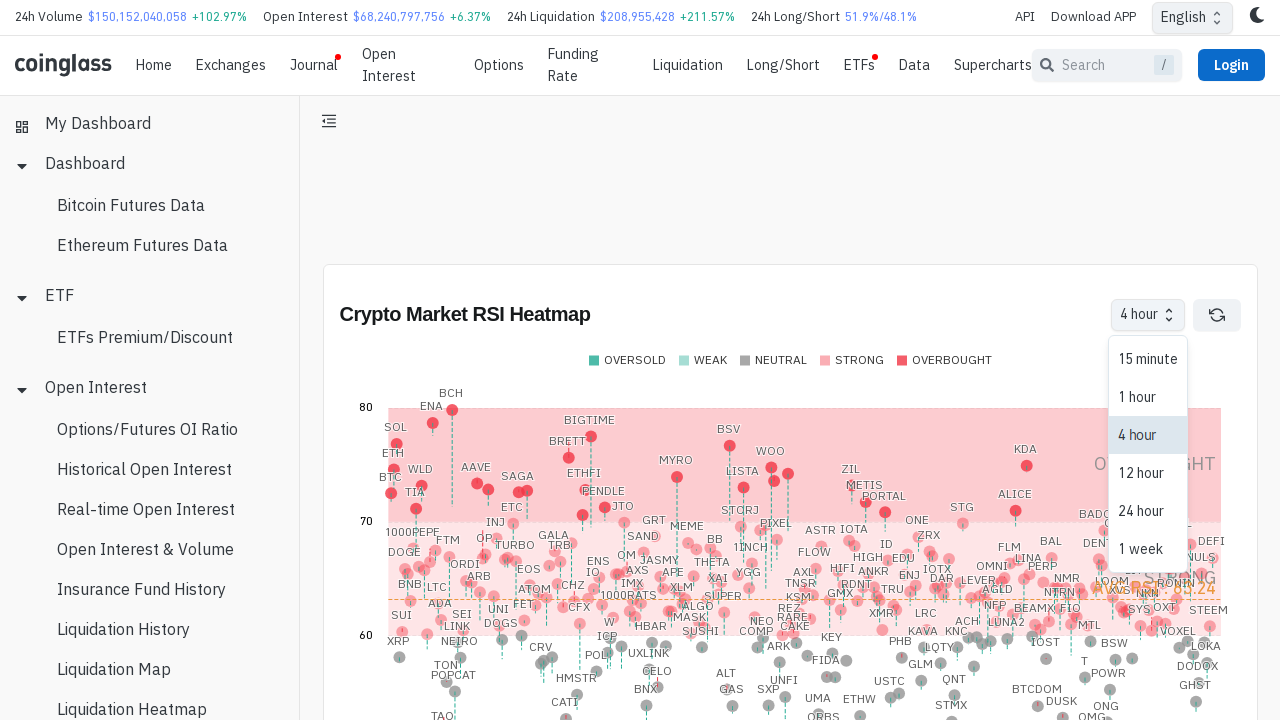 24h Volume $150,152,040,058 +102.97% Open Interest $68,240,797,756 +6.37% 24h Liquidation $208,955,428 +211.57% 24h Long/Short 51.9%/48.1% API Download APP English
coinglass Home Exchanges Journal Open Interest Options Funding Rate Liquidation Long/Short ETFs Data Supercharts Search / Login
My Dashboard
Dashboard
Bitcoin Futures Data
Ethereum Futures Data
ETF
ETFs Premium/Discount
Open Interest
Options/Futures OI Ratio
Historical Open Interest
Real-time Open Interest
Open Interest & Volume
Insurance Fund History
Liquidation History
Liquidation Map
Liquidation Heatmap
Crypto Market RSI Heatmap
4 hour
15 minute
1 hour
4 hour
12 hour
24 hour
1 week
OVERSOLD WEAK NEUTRAL STRONG OVERBOUGHT
BCH
80 ENA
BIGTIME
SOL BSV
BRETT
ETH WOO KDA
MYRO
BTC WLD AAVE SAGA ETHFI LISTA ZIL
TIA PENDLE METIS PORTAL ALICE
ETC JTO STORJ STG
70 INJ GRT MEME PIXEL ONE
1000PEPE FTM OP GALA SAND BB ASTR IOTA ZRX BAL DEFI
DOGE TURBO TRB 1INCH FLOW ID FLM
ORDI EOS ENS OM JASMY THETA HIGH EDU LINA NULS
BNB ARB IO AXS APE YGG AXL HIFI ANKR ENJ IOTX OMNI PERP
LTC ATOM CHZ IMX XLM XAI TNSR RDNT TRU DAR LEVER NMR LOOM RONIN
ADA UNI FET CFX 1000RATS ALGO SUPER KSM GMX AGLD NTRN
SUI SEI DOGS W MASK NEO REZ RARE XMR LRC NFP BEAMX FIO SYS OXT STEEM
60 XRP LINK NEIRO ICP HBAR SUSHI COMP CAKE KEY PHB KAVA KNC ACH LUNA2 IOST MTL BSW VOXEL
TON CRV POL UXLINK ARK FIDA LQTY T LOKA
POPCAT HMSTR CELO ALT UNFI GLM POWR DODOX
BNX GAS SXP USTC QNT BTCDOM GHST
TAO CATI UMA ETHW STMX DUSK ONG
ORBS OMG